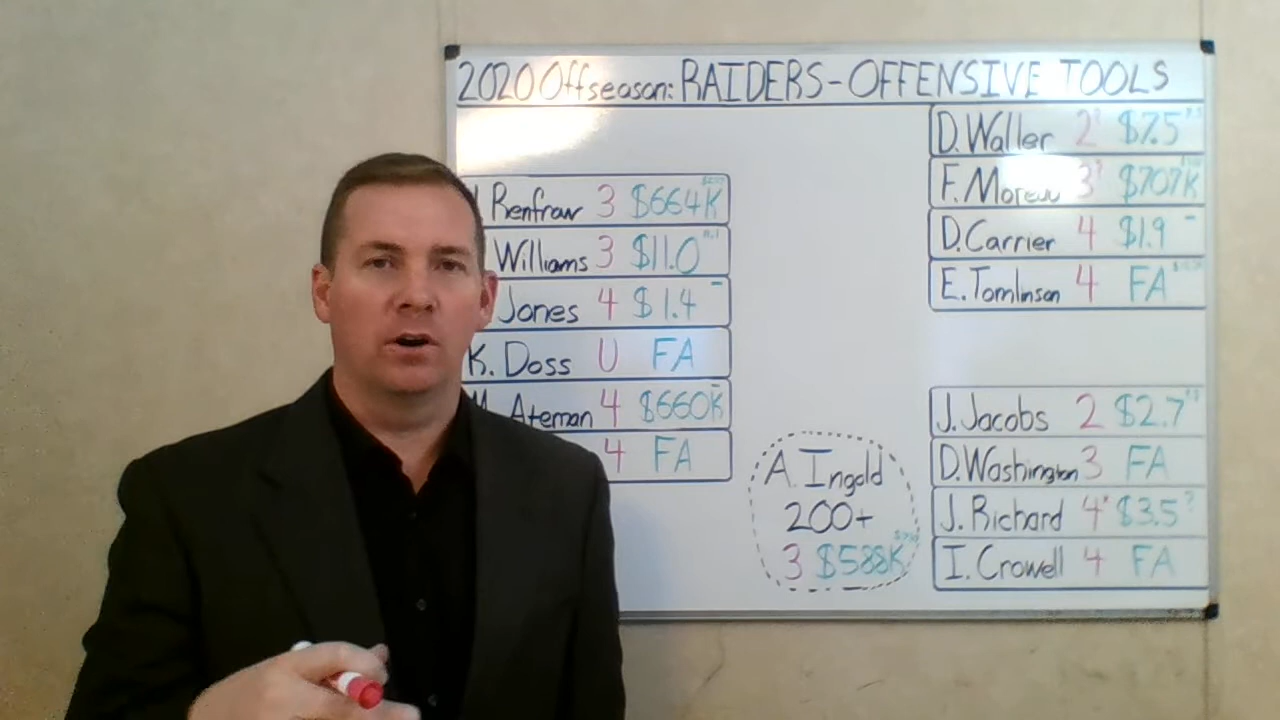 2020 Offseason: RAIDERS-OFFENSIVE TOOLS
Renfrow 3 $664K
Williams 3 $11.0
Jones 4 $1.4 -
K. Doss U FA
Ateman 4 $660K -
4 FA
A. Ingold
200+
3 $588K
D. Waller 2 $7.5
F. Moreau 3 $707K
D. Carrier 4 $1.9 -
E. Tomlinson 4 FA
J. Jacobs 2 $2.7
D. Washington 3 FA
J. Richard 4 $3.5 ?
I. Crowell 4 FA